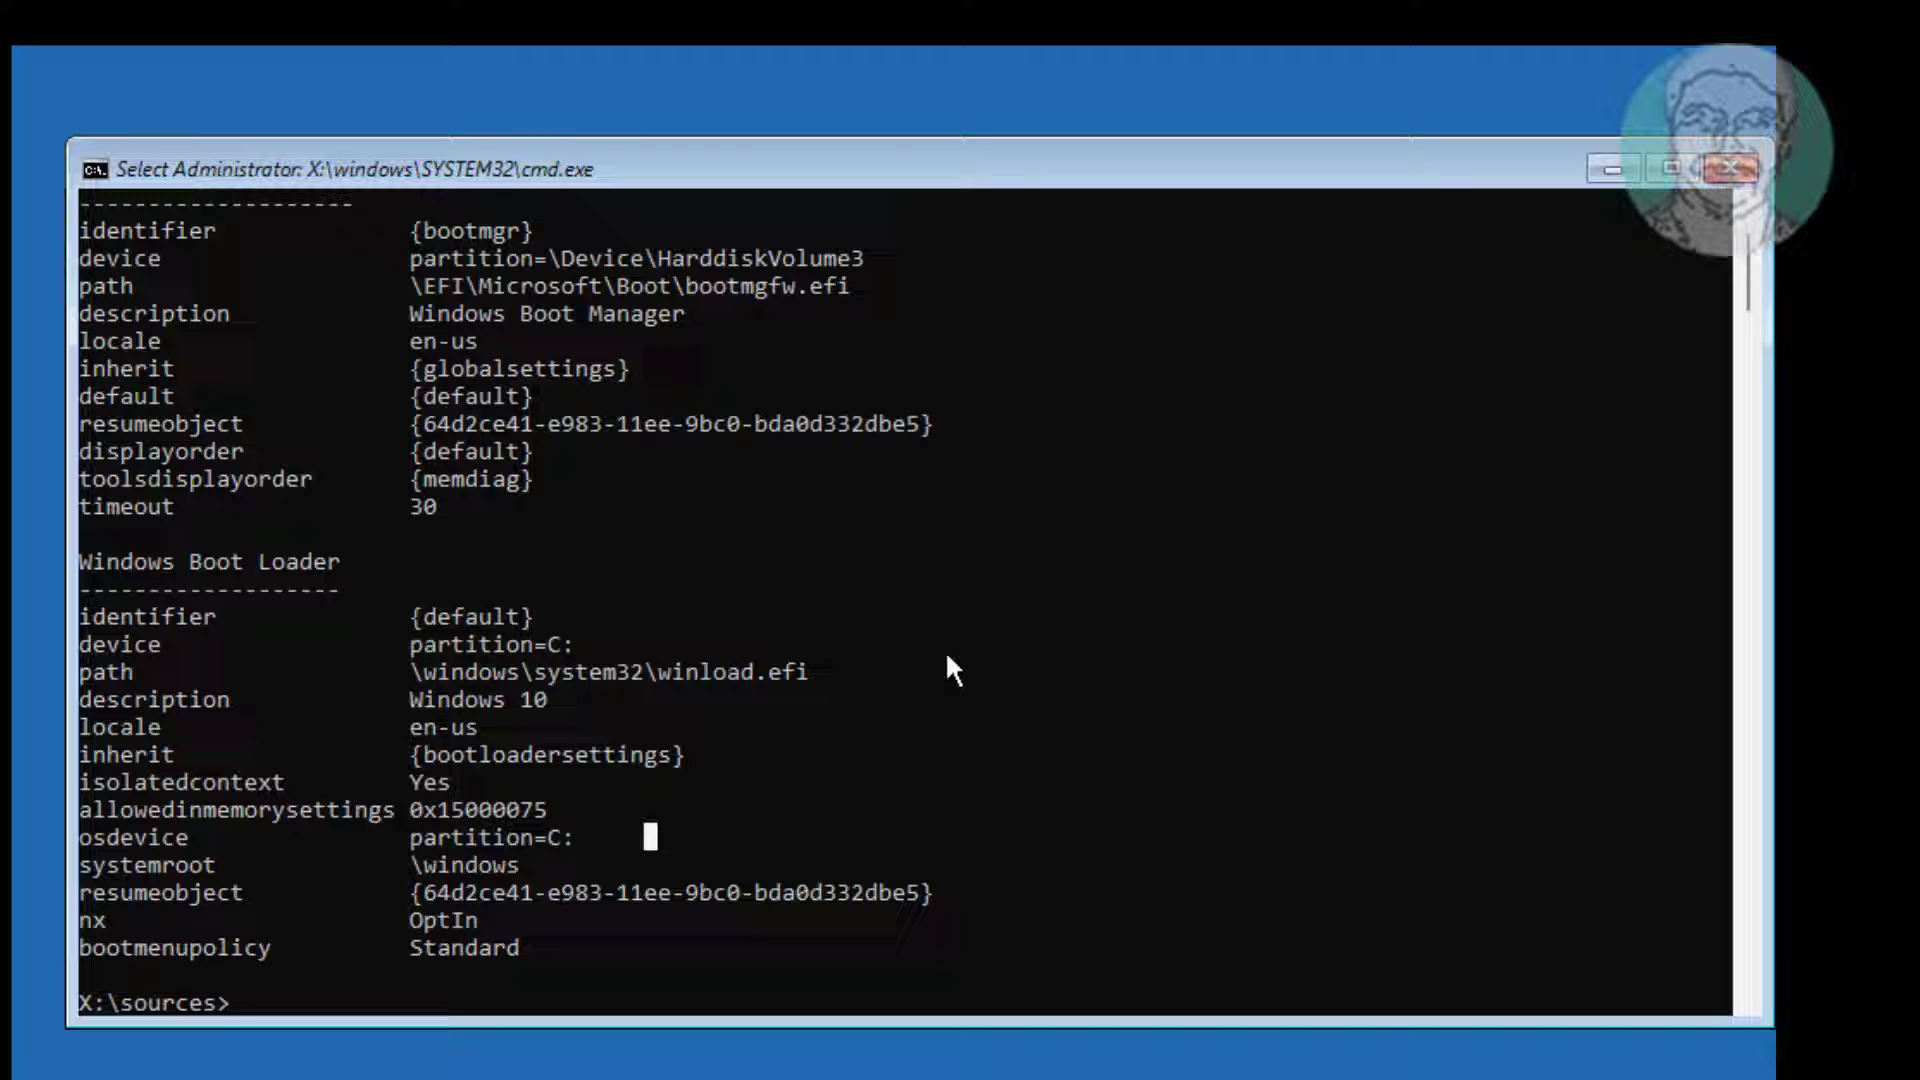 Select Administrator: X:\windows\SYSTEM32\cmd.exe
--------------------
identifier              {bootmgr}
device                  partition=\Device\HarddiskVolume3
path                    \EFI\Microsoft\Boot\bootmgfw.efi
description             Windows Boot Manager
locale                  en-us
inherit                 {globalsettings}
default                 {default}
resumeobject            {64d2ce41-e983-11ee-9bc0-bda0d332dbe5}
displayorder            {default}
toolsdisplayorder       {memdiag}
timeout                 30
Windows Boot Loader
-------------------
identifier              {default}
device                  partition=C:
path                    \windows\system32\winload.efi
description             Windows 10
locale                  en-us
inherit                 {bootloadersettings}
isolatedcontext         Yes
allowedinmemorysettings 0x15000075
osdevice                partition=C:
systemroot              \windows
resumeobject            {64d2ce41-e983-11ee-9bc0-bda0d332dbe5}
nx                      OptIn
bootmenupolicy          Standard
X:\sources>